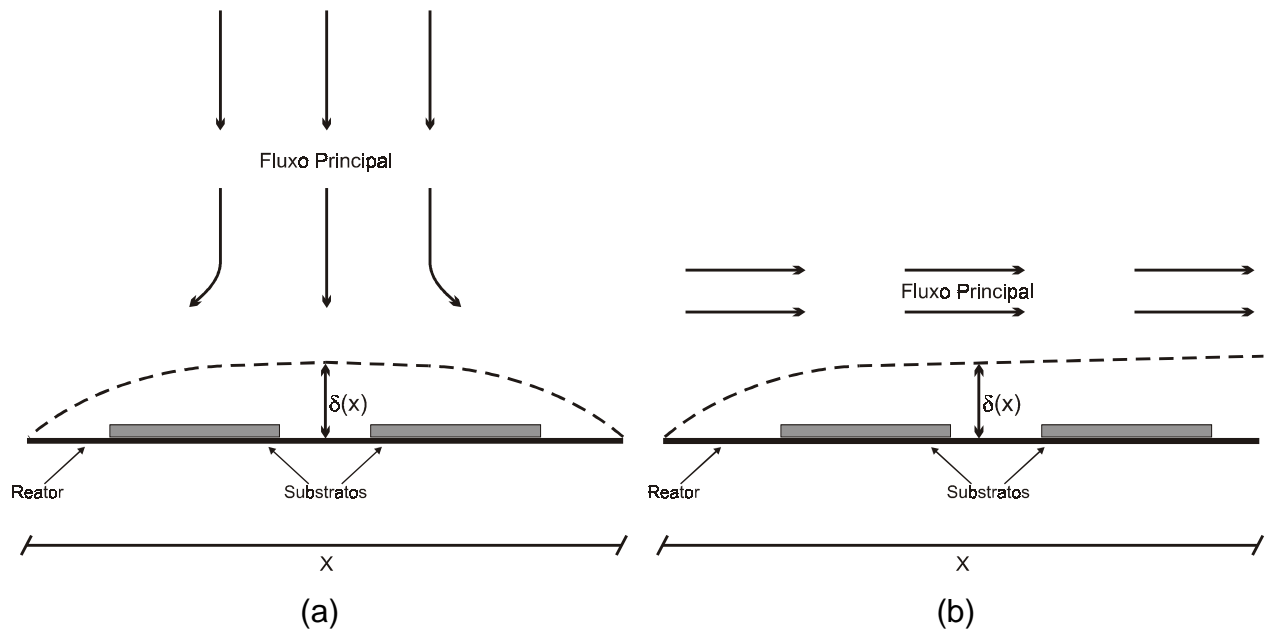 Fluxo Principal
δ(x)
Reator
Substratos
X
(a)
Fluxo Principal
δ(x)
Reator
Substratos
X
(b)